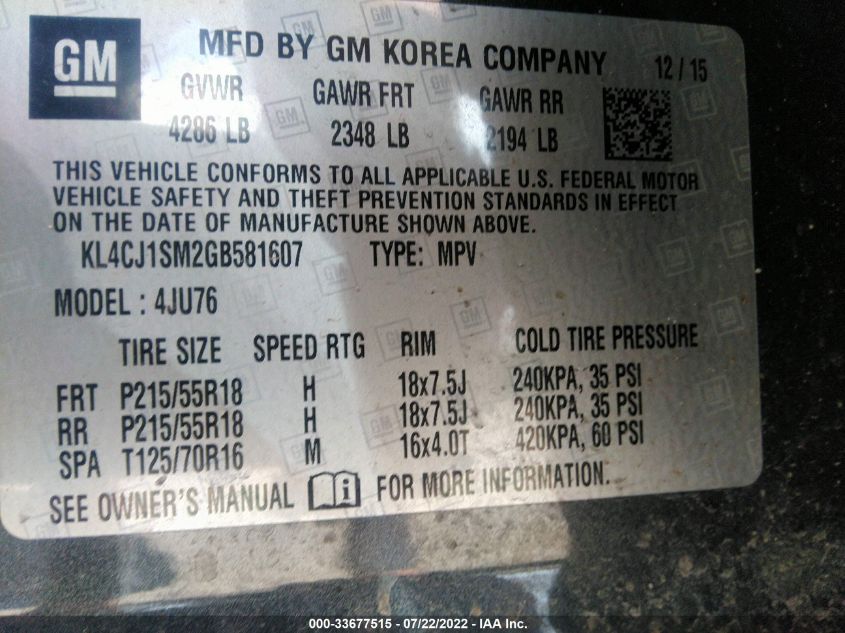 GM MFD BY GM KOREA COMPANY 12 / 15
GVWR GAWR FRT GAWR RR
4286 LB 2348 LB 2194 LB
THIS VEHICLE CONFORMS TO ALL APPLICABLE U.S. FEDERAL MOTOR
VEHICLE SAFETY AND THEFT PREVENTION STANDARDS IN EFFECT
ON THE DATE OF MANUFACTURE SHOWN ABOVE.
KL4CJ1SM2GB581607 TYPE: MPV
MODEL : 4JU76
TIRE SIZE SPEED RTG RIM COLD TIRE PRESSURE
FRT P215/55R18 H 18x7.5J 240KPA, 35 PSI
RR P215/55R18 H 18x7.5J 240KPA, 35 PSI
SPA T125/70R16 M 16x4.0T 420KPA, 60 PSI
SEE OWNER'S MANUAL i FOR MORE INFORMATION.
000-33677515 - 07/22/2022 - IAA Inc.